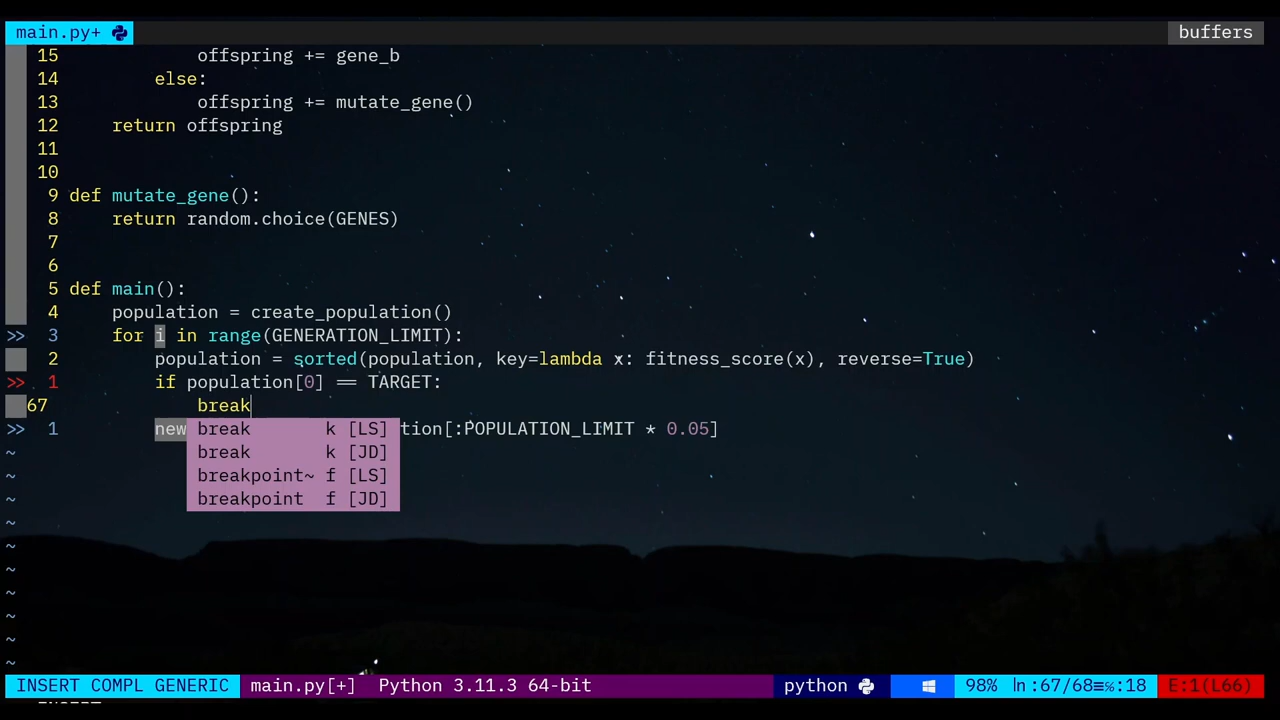 main.py+ buffers
15 offspring += gene_b
14 else:
13 offspring += mutate_gene()
12 return offspring
11
10
9 def mutate_gene():
8 return random.choice(GENES)
7
6
5 def main():
4 population = create_population()
>> 3 for i in range(GENERATION_LIMIT):
2 population = sorted(population, key=lambda x: fitness_score(x), reverse=True)
>> 1 if population[0] == TARGET:
67 break
>> 1 new tion[:POPULATION_LIMIT * 0.05]
break k [LS]
~ break k [JD]
~ breakpoint~ f [LS]
~ breakpoint f [JD]
~
~
~
~
~
~
~
INSERT COMPL GENERIC main.py[+] Python 3.11.3 64-bit python 98% ln:67/68≡%:18 E:1(L66)